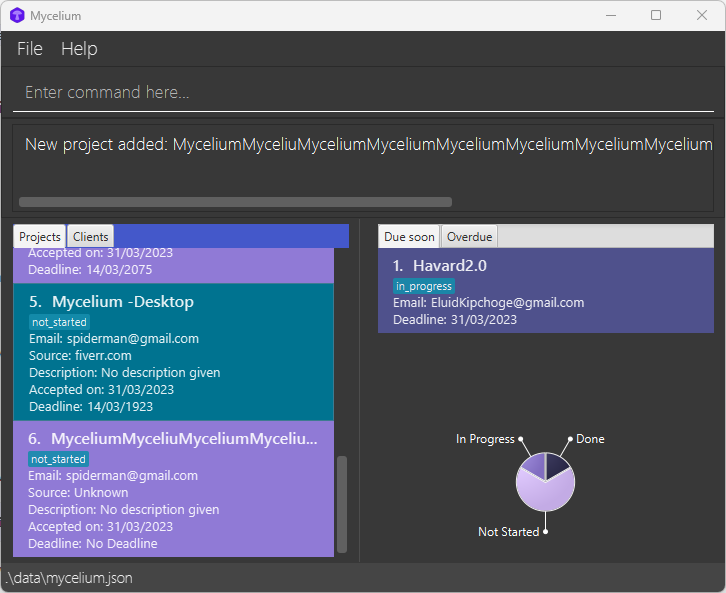 Mycelium
File Help
Enter command here...
New project added: MyceliumMyceliuMyceliumMyceliumMyceliumMyceliumMyceliumMycelium
Projects Clients
Accepted on: 31/03/2023
Deadline: 14/03/2075
5. Mycelium -Desktop
not_started
Email: spiderman@gmail.com
Source: fiverr.com
Description: No description given
Accepted on: 31/03/2023
Deadline: 14/03/1923
6. MyceliumMyceliuMyceliumMyceliu...
not_started
Email: spiderman@gmail.com
Source: Unknown
Description: No description given
Accepted on: 31/03/2023
Deadline: No Deadline
Due soon Overdue
1. Havard2.0
in_progress
Email: EluidKipchoge@gmail.com
Deadline: 31/03/2023
In Progress
Done
Not Started
.\data\mycelium.json